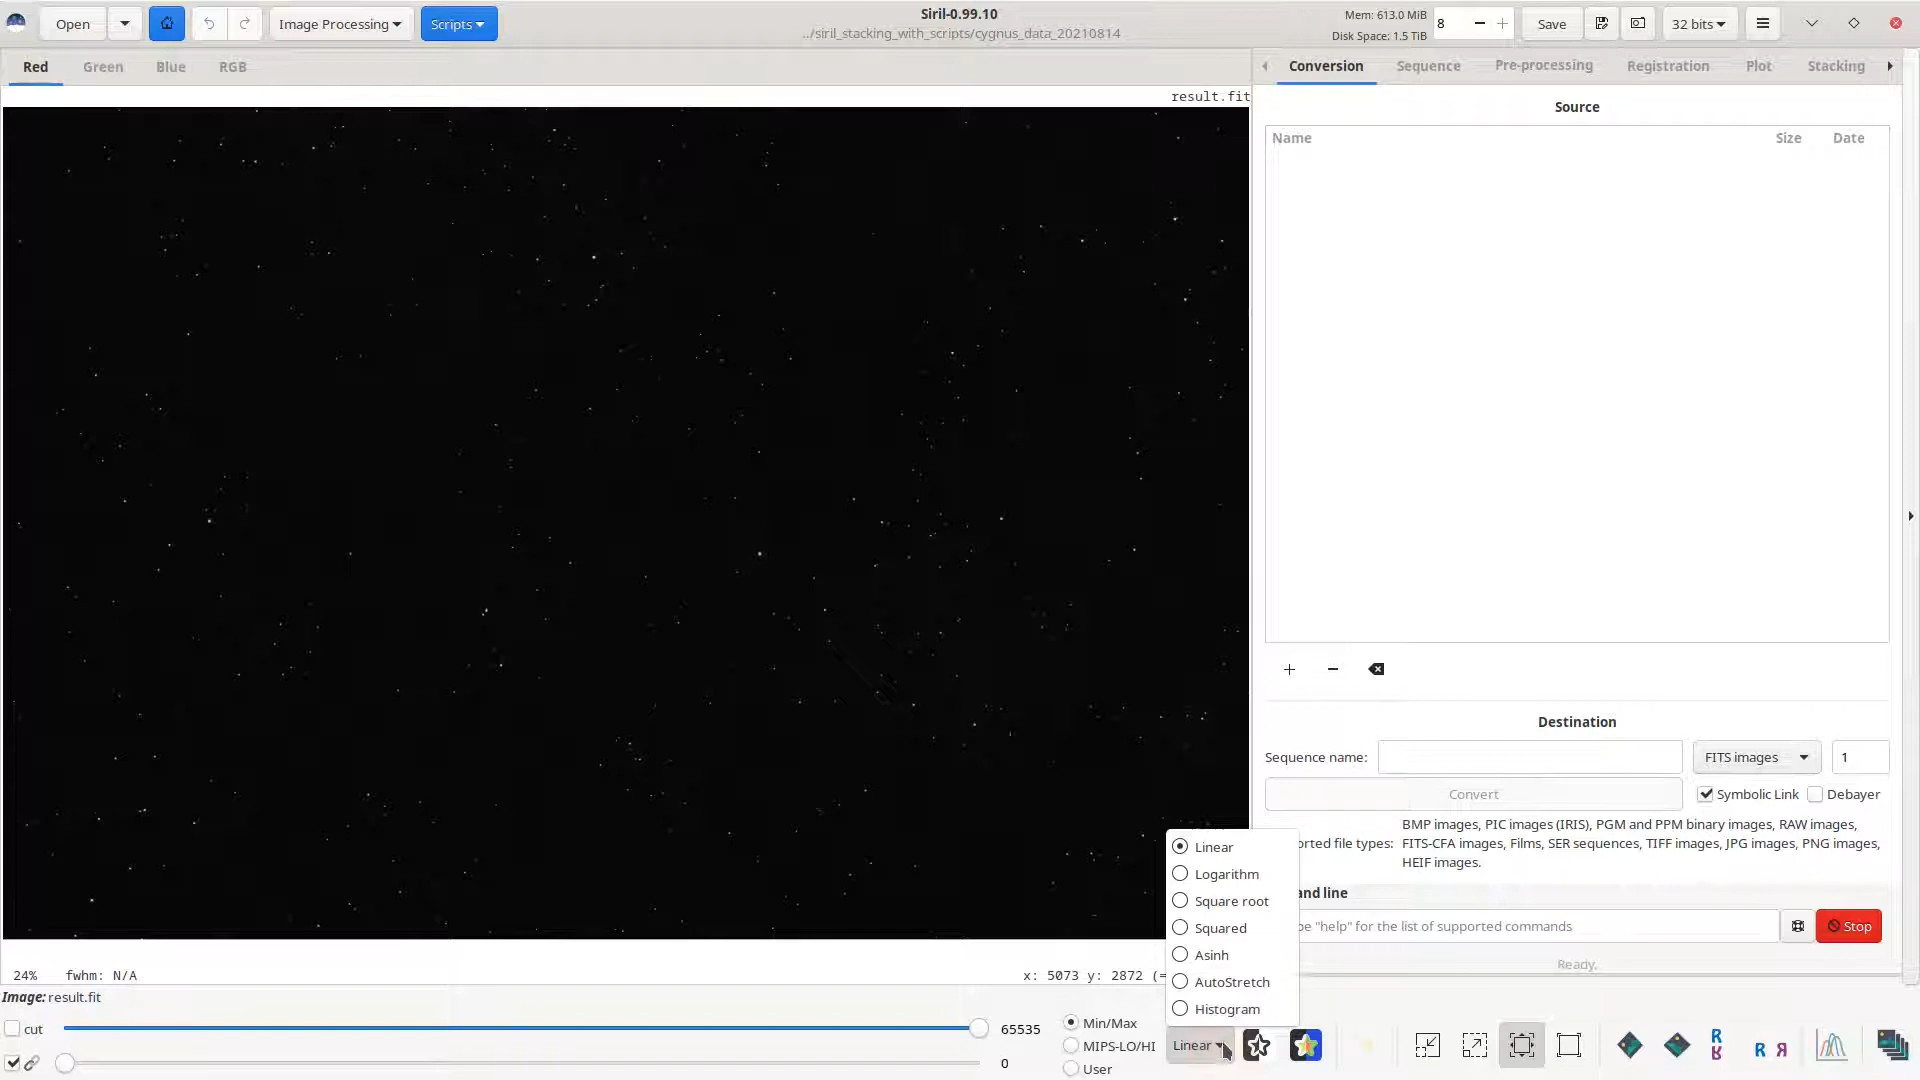 Open
Image Processing
Scripts
Siril-0.99.10
../siril_stacking_with_scripts/cygnus_data_20210814
Mem: 613.0 MiB
Disk Space: 1.5 TiB
8
Save
32 bits
Red
Green
Blue
RGB
Conversion
Sequence
Pre-processing
Registration
Plot
Stacking
result.fit
Source
Name
Size
Date
Destination
Sequence name:
FITS images
1
Convert
Symbolic Link
Debayer
orted file types:
BMP images, PIC images (IRIS), PGM and PPM binary images, RAW images,
FITS-CFA images, Films, SER sequences, TIFF images, JPG images, PNG images,
HEIF images.
and line
pe "help" for the list of supported commands
Stop
Ready.
Linear
Logarithm
Square root
Squared
Asinh
AutoStretch
Histogram
24%
fwhm: N/A
x: 5073 y: 2872 (=
Image: result.fit
cut
65535
0
Min/Max
MIPS-LO/HI
User
Linear
R
R
R
R